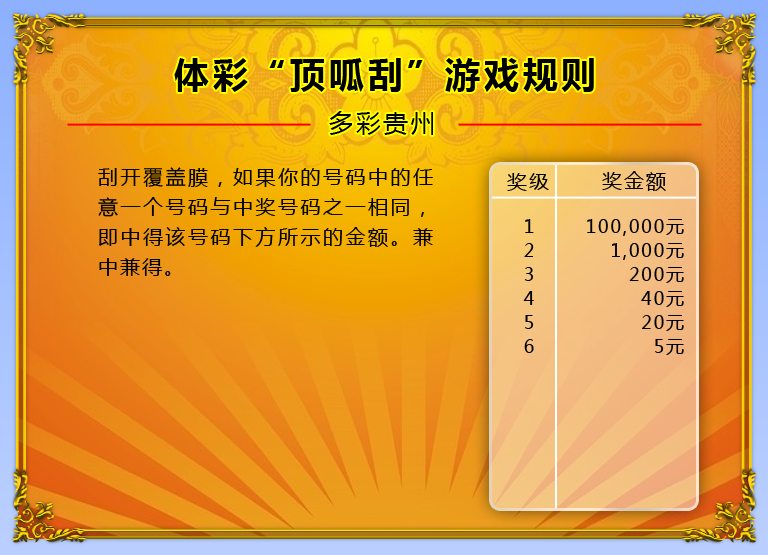 体彩“顶呱刮”游戏规则
多彩贵州
刮开覆盖膜，如果你的号码中的任
意一个号码与中奖号码之一相同，
即中得该号码下方所示的金额。兼
中兼得。
奖级 奖金额
1 100,000元
2 1,000元
3 200元
4 40元
5 20元
6 5元